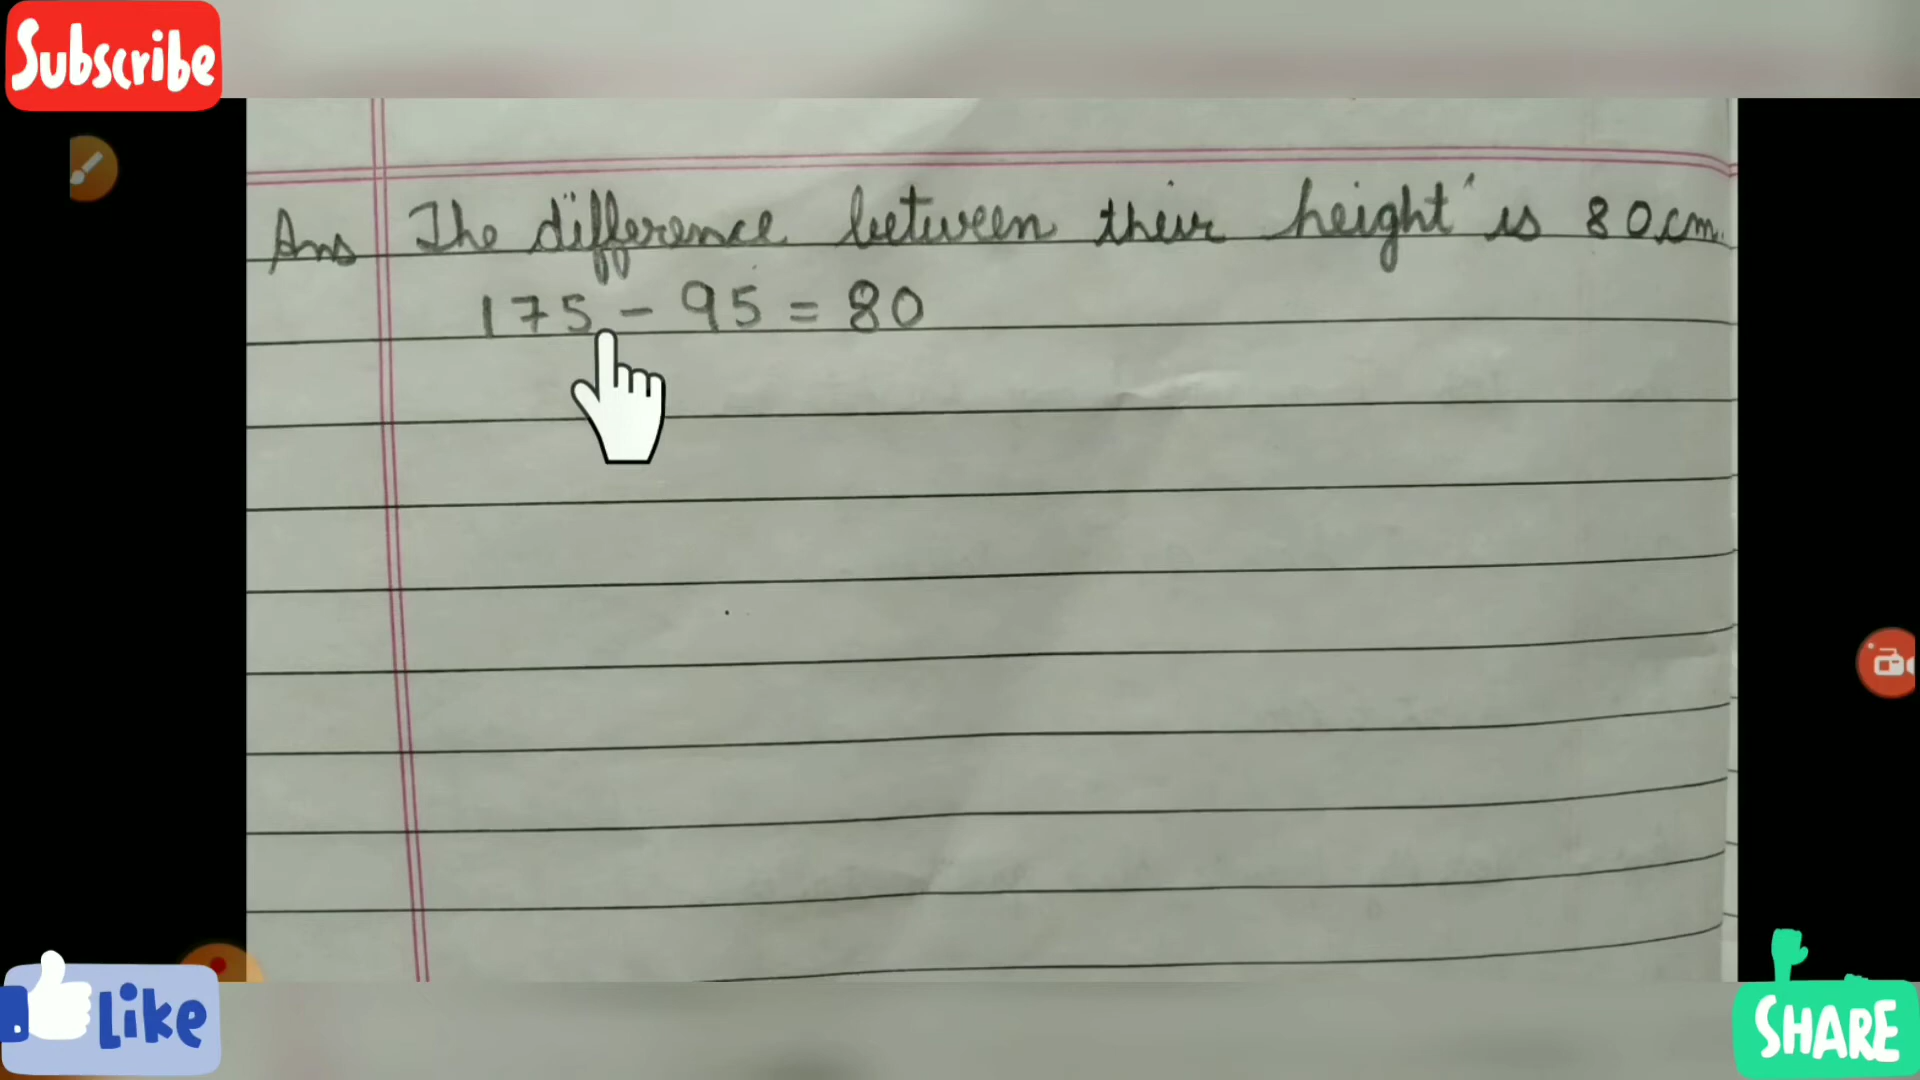 Subscribe
Ans The difference between their height is 80cm.
175 - 95 = 80
Like
SHARE